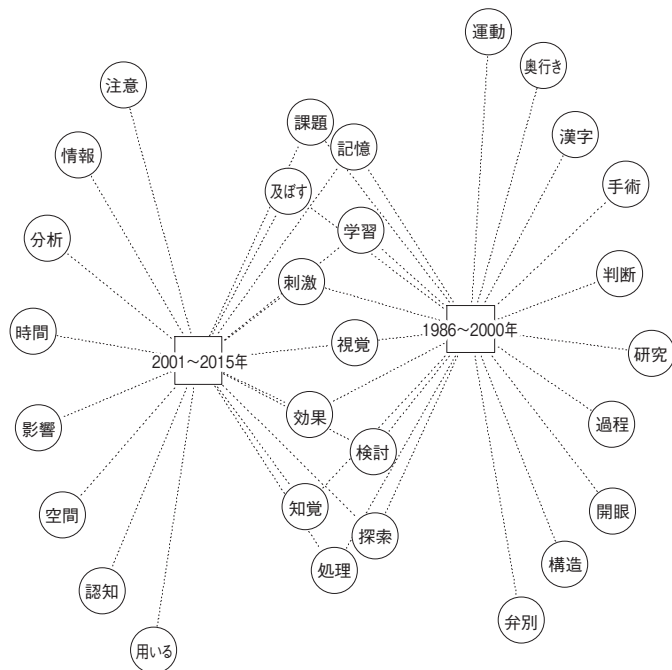 運動
奥行き
注意
課題
漢字
記憶
情報
手術
及ぼす
学習
分析
判断
刺激
時間
1986〜2000年
視覚
研究
2001〜2015年
効果
過程
影響
検討
知覚
開眼
空間
探索
構造
処理
認知
弁別
用いる